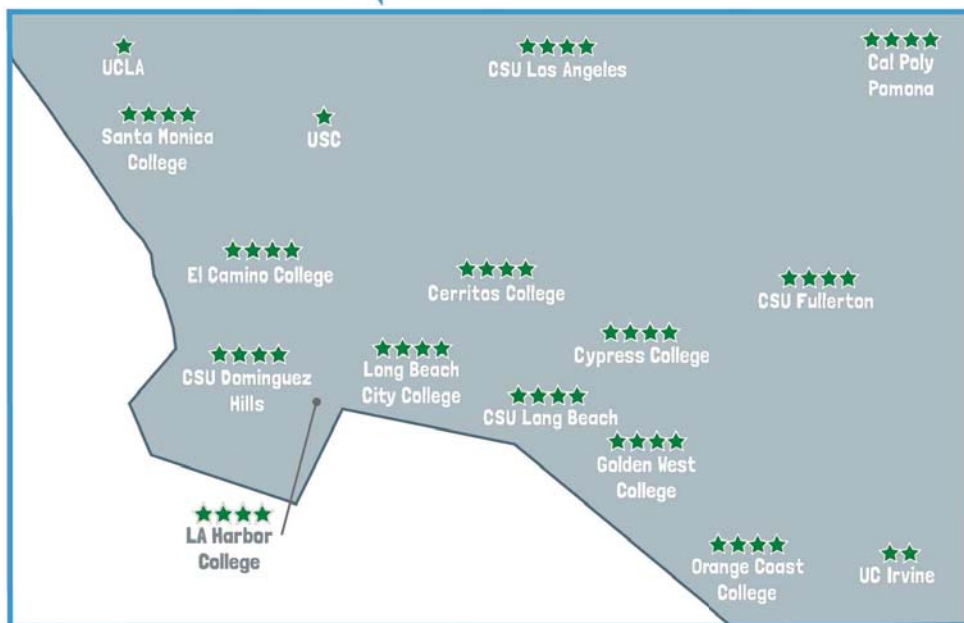 UCLA
CSU Los Angeles
Cal Poly
Pomona
Santa Monica
College
USC
El Camino College
Cerritos College
CSU Fullerton
Cypress College
CSU Dominguez
Hills
Long Beach
City College
CSU Long Beach
Golden West
College
LA Harbor
College
Orange Coast
College
UC Irvine